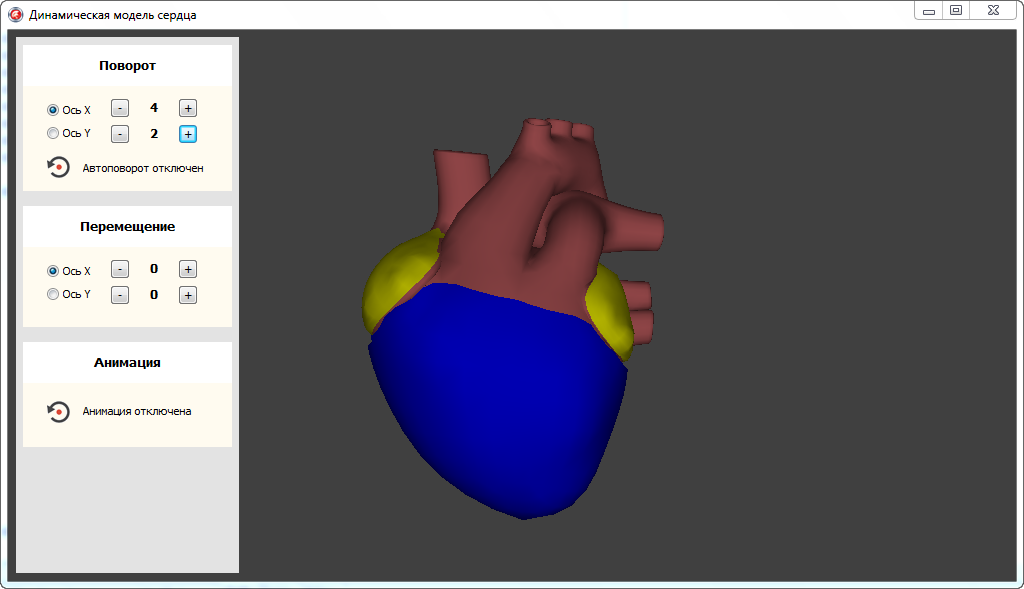 Динамическая модель сердца
Поворот
Ось X - 4 +
Ось Y - 2 +
Автоповорот отключен
Перемещение
Ось X - 0 +
Ось Y - 0 +
Анимация
Анимация отключена